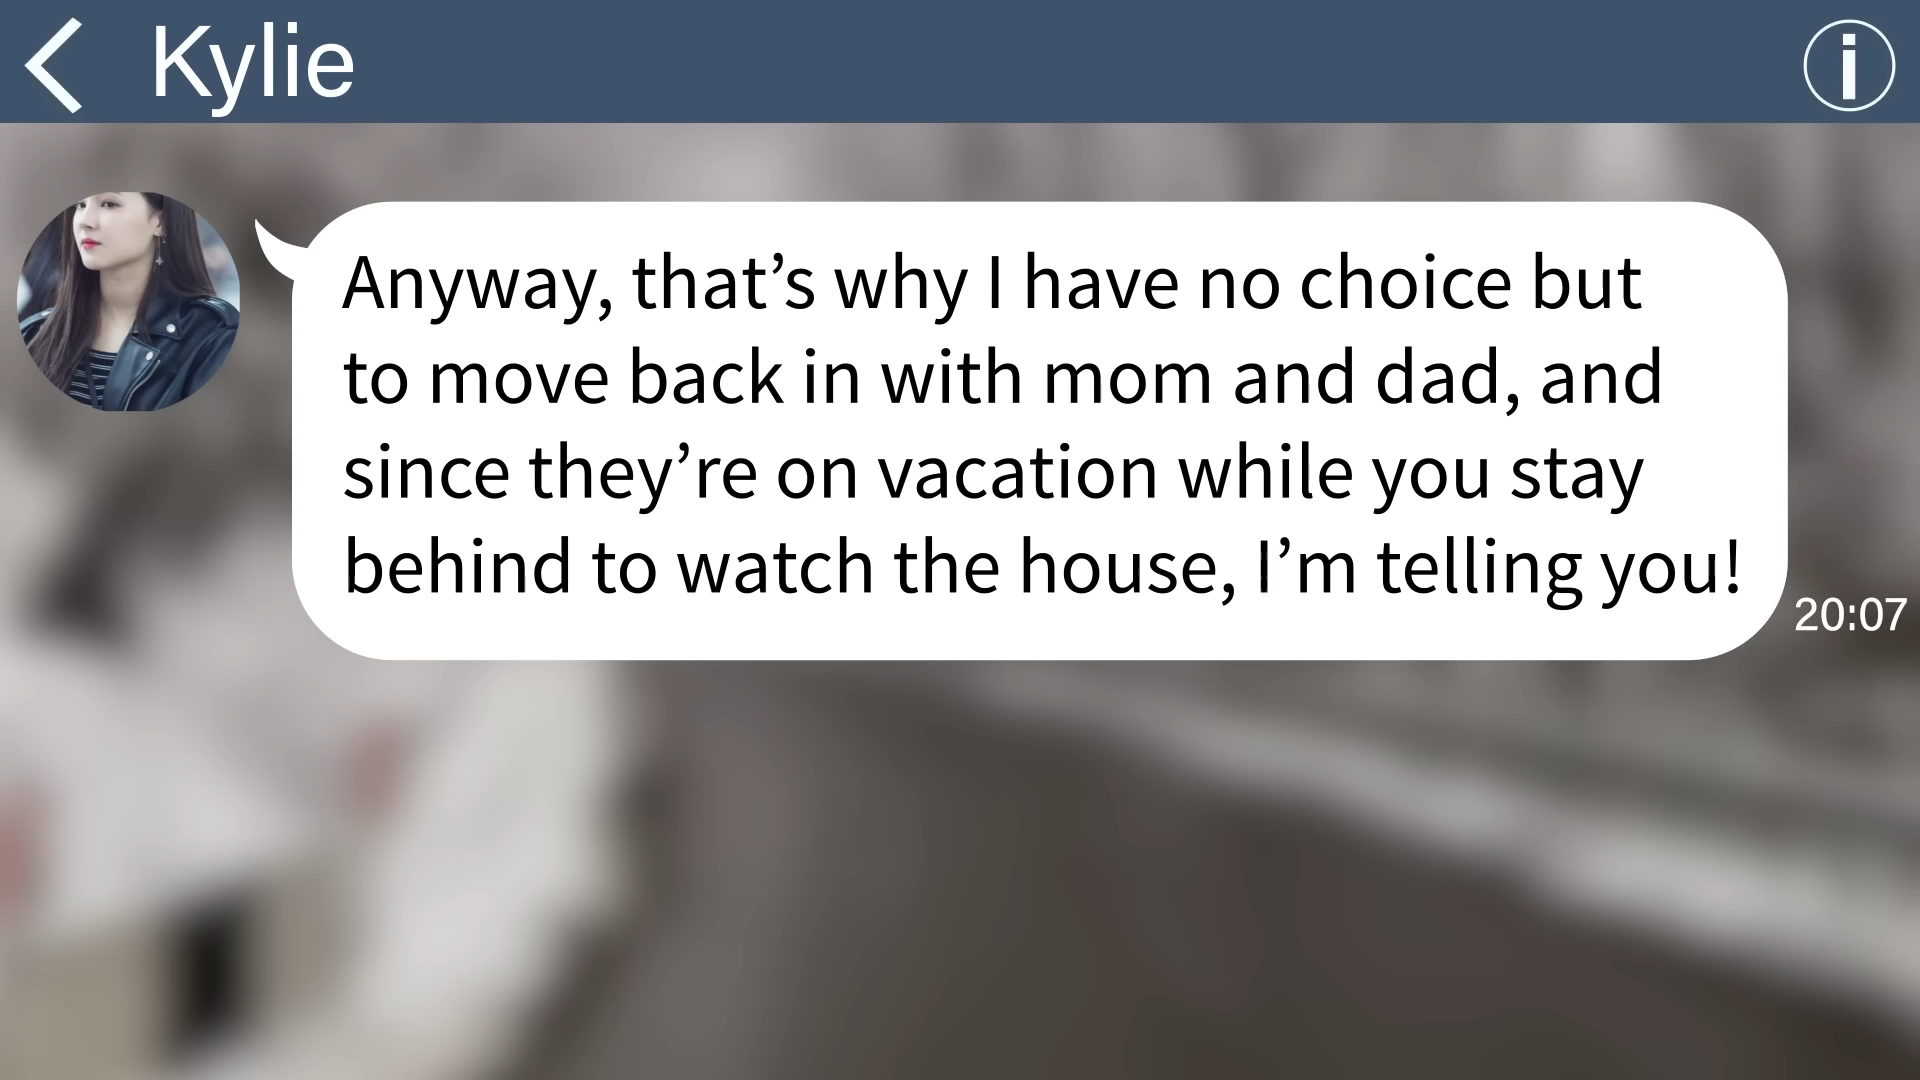 Kylie
Anyway, that’s why I have no choice but
to move back in with mom and dad, and
since they’re on vacation while you stay
behind to watch the house, I’m telling you!
20:07